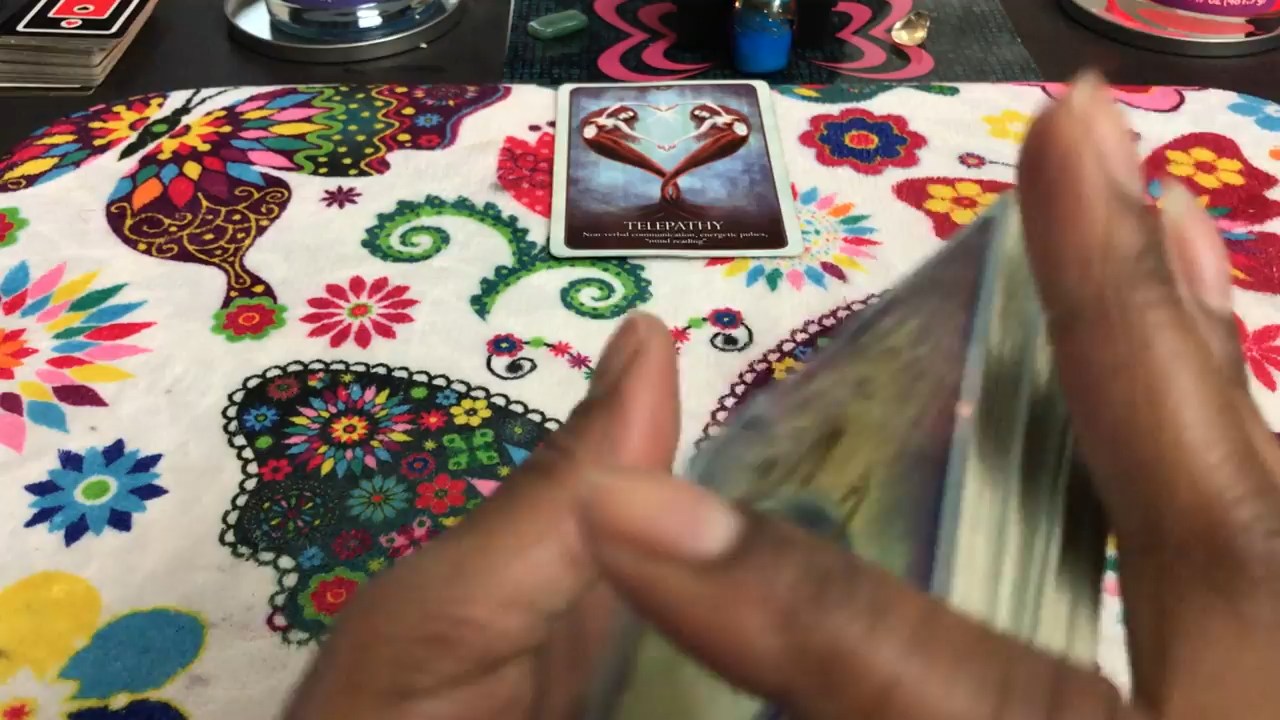 TELEPATHY
Non-verbal communication, energetic pulses,
"mind reading"